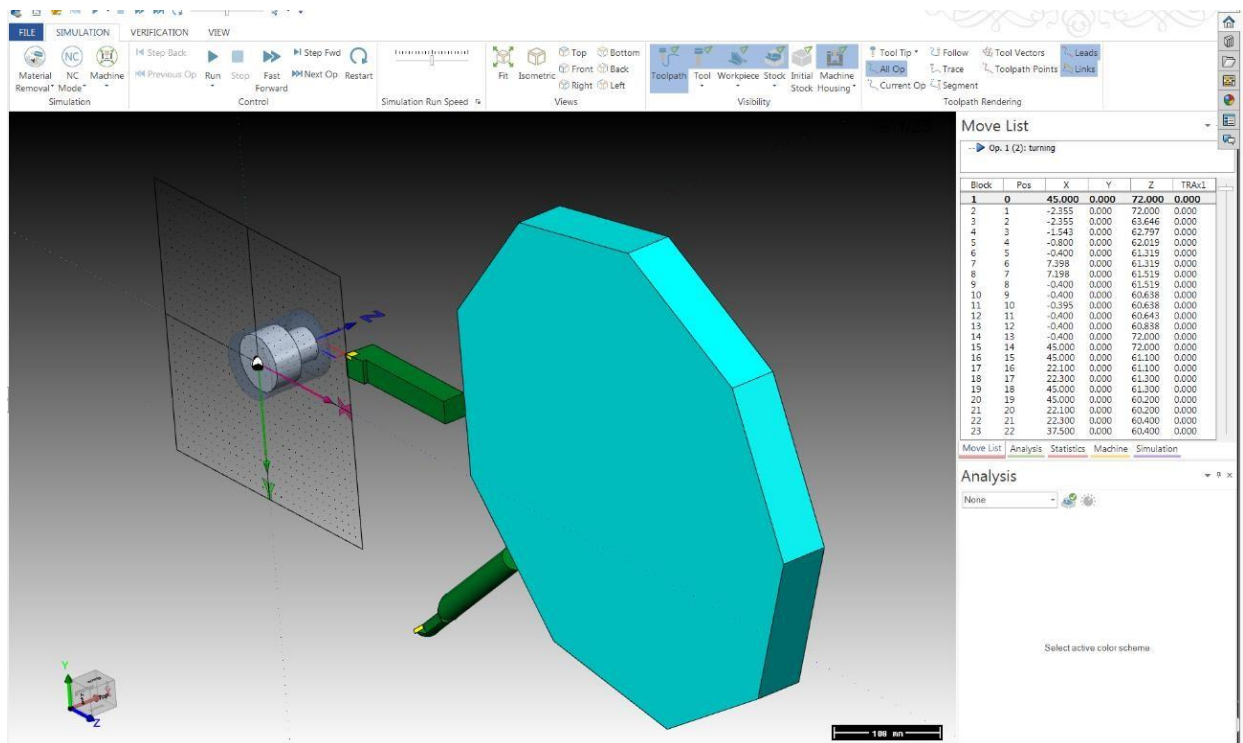 FILE SIMULATION VERIFICATION VIEW
Step Back Step Fwd Top Bottom Tool Tip Follow Tool Vectors Leads
Previous Op Next Op Front Back All Op Trace Toolpath Points Links
Right Left Current Op Segment
Material Removal NC Mode Machine Run Stop Fast Forward Restart Fit Isometric Toolpath Tool Workpiece Stock Initial Stock Machine Housing
Simulation Control Simulation Run Speed Views Visibility Toolpath Rendering
Move List
Op. 1 (2): turning
Block Pos X Y Z TRAx1
1 0 45.000 0.000 72.000 0.000
2 1 -2.355 0.000 72.000 0.000
3 2 -2.355 0.000 63.646 0.000
4 3 -1.543 0.000 62.797 0.000
5 4 -0.800 0.000 62.019 0.000
6 5 -0.400 0.000 61.319 0.000
7 6 7.398 0.000 61.319 0.000
8 7 7.198 0.000 61.519 0.000
9 8 -0.400 0.000 61.519 0.000
10 9 -0.400 0.000 60.638 0.000
11 10 -0.395 0.000 60.638 0.000
12 11 -0.400 0.000 60.643 0.000
13 12 -0.400 0.000 60.838 0.000
14 13 -0.400 0.000 72.000 0.000
15 14 45.000 0.000 72.000 0.000
16 15 45.000 0.000 61.100 0.000
17 16 22.100 0.000 61.100 0.000
18 17 22.300 0.000 61.300 0.000
19 18 45.000 0.000 61.300 0.000
20 19 45.000 0.000 60.200 0.000
21 20 22.100 0.000 60.200 0.000
22 21 22.300 0.000 60.400 0.000
23 22 37.500 0.000 60.400 0.000
Move List Analysis Statistics Machine Simulation
Analysis
None
Select active color scheme
Z
X
Y
Y
Z
100 mm